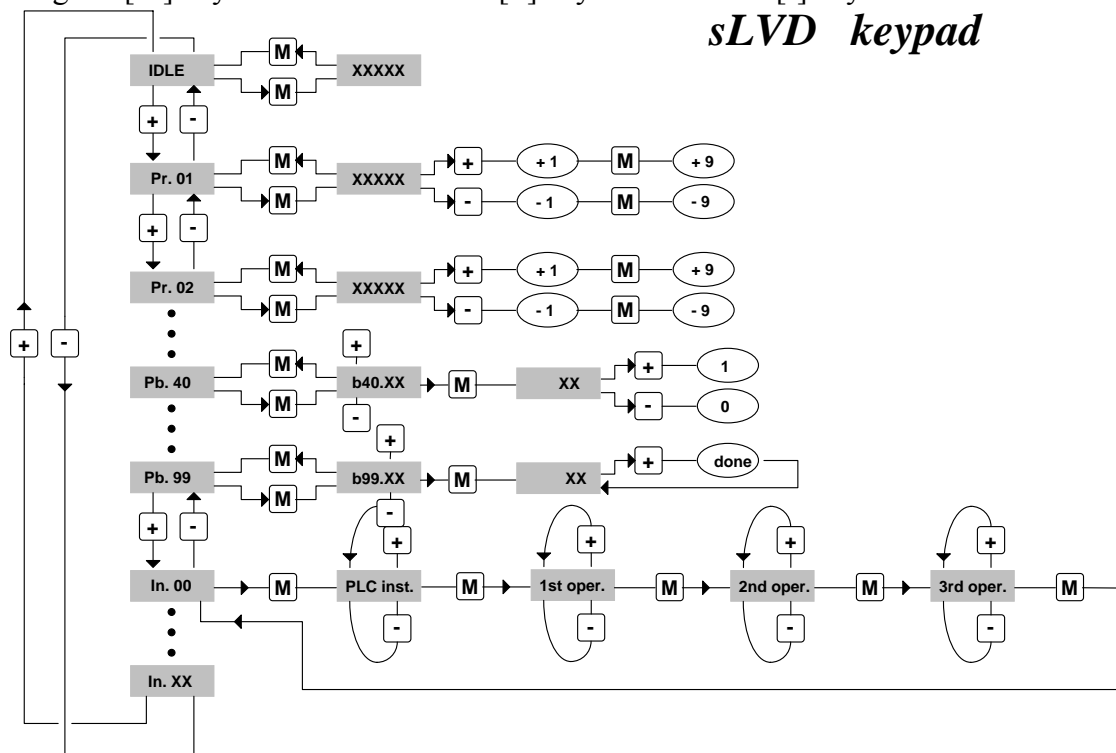 sLVD keypad
M
IDLE XXXXX
M
+ -
M + +1 M +9
Pr. 01 XXXXX
M - -1 M -9
+ -
M + +1 M +9
Pr. 02 XXXXX
M - -1 M -9
+ - +
M + 1
Pb. 40 b40.XX M XX
M - 0
- +
M + done
Pb. 99 b99.XX M XX
M
+ - - + + + +
In. 00 M PLC inst. M 1st oper. M 2nd oper. M 3rd oper. M
- - - -
In. XX